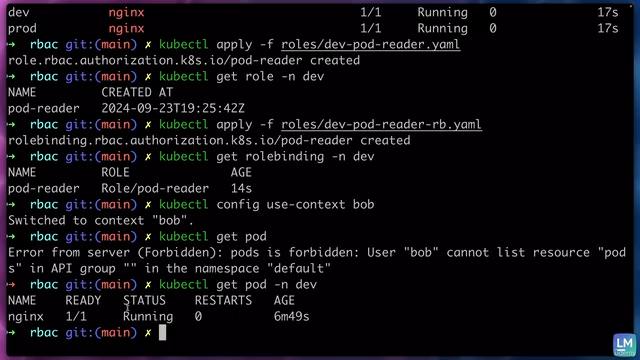 dev nginx 1/1 Running 0 17s
prod nginx 1/1 Running 0 17s
→ rbac git:(main) ✗ kubectl apply -f roles/dev-pod-reader.yaml
role.rbac.authorization.k8s.io/pod-reader created
→ rbac git:(main) ✗ kubectl get role -n dev
NAME CREATED AT
pod-reader 2024-09-23T19:25:42Z
→ rbac git:(main) ✗ kubectl apply -f roles/dev-pod-reader-rb.yaml
rolebinding.rbac.authorization.k8s.io/pod-reader created
→ rbac git:(main) ✗ kubectl get rolebinding -n dev
NAME ROLE AGE
pod-reader Role/pod-reader 14s
→ rbac git:(main) ✗ kubectl config use-context bob
Switched to context "bob".
→ rbac git:(main) ✗ kubectl get pod
Error from server (Forbidden): pods is forbidden: User "bob" cannot list resource "pod
s" in API group "" in the namespace "default"
→ rbac git:(main) ✗ kubectl get pod -n dev
NAME READY STATUS RESTARTS AGE
nginx 1/1 Running 0 6m49s
→ rbac git:(main) ✗
LM